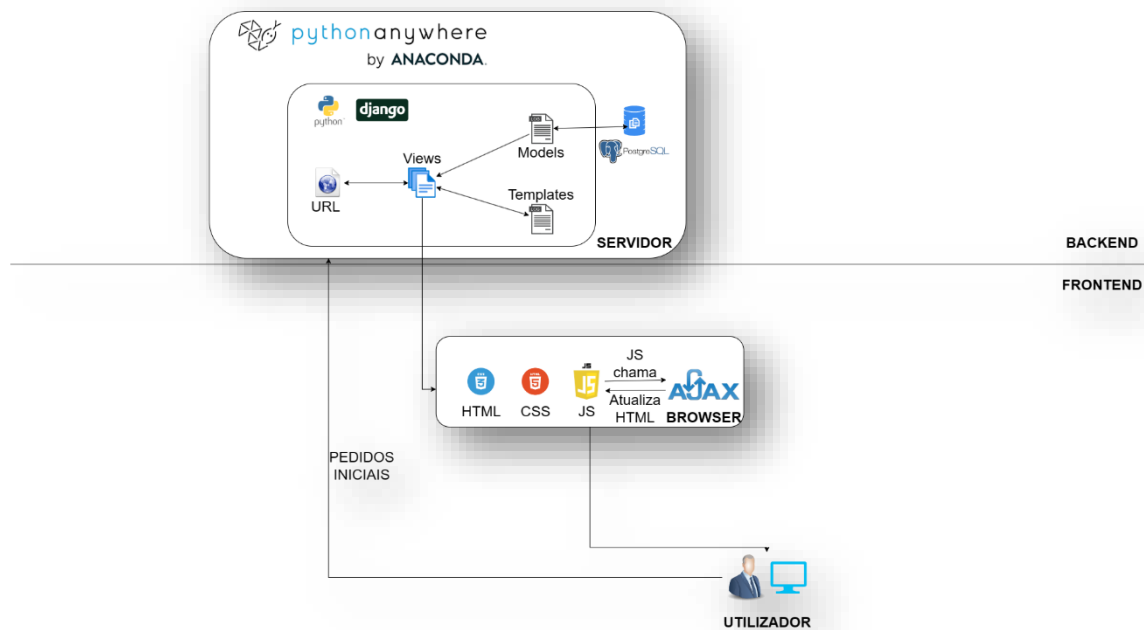 pythonanywhere
by ANACONDA.
python
django
Models
PostgreSQL
Views
URL
Templates
SERVIDOR
BACKEND
FRONTEND
JS
chama
JS
HTML
CSS
JS
Atualiza
HTML
AJAX
BROWSER
PEDIDOS
INICIAIS
UTILIZADOR